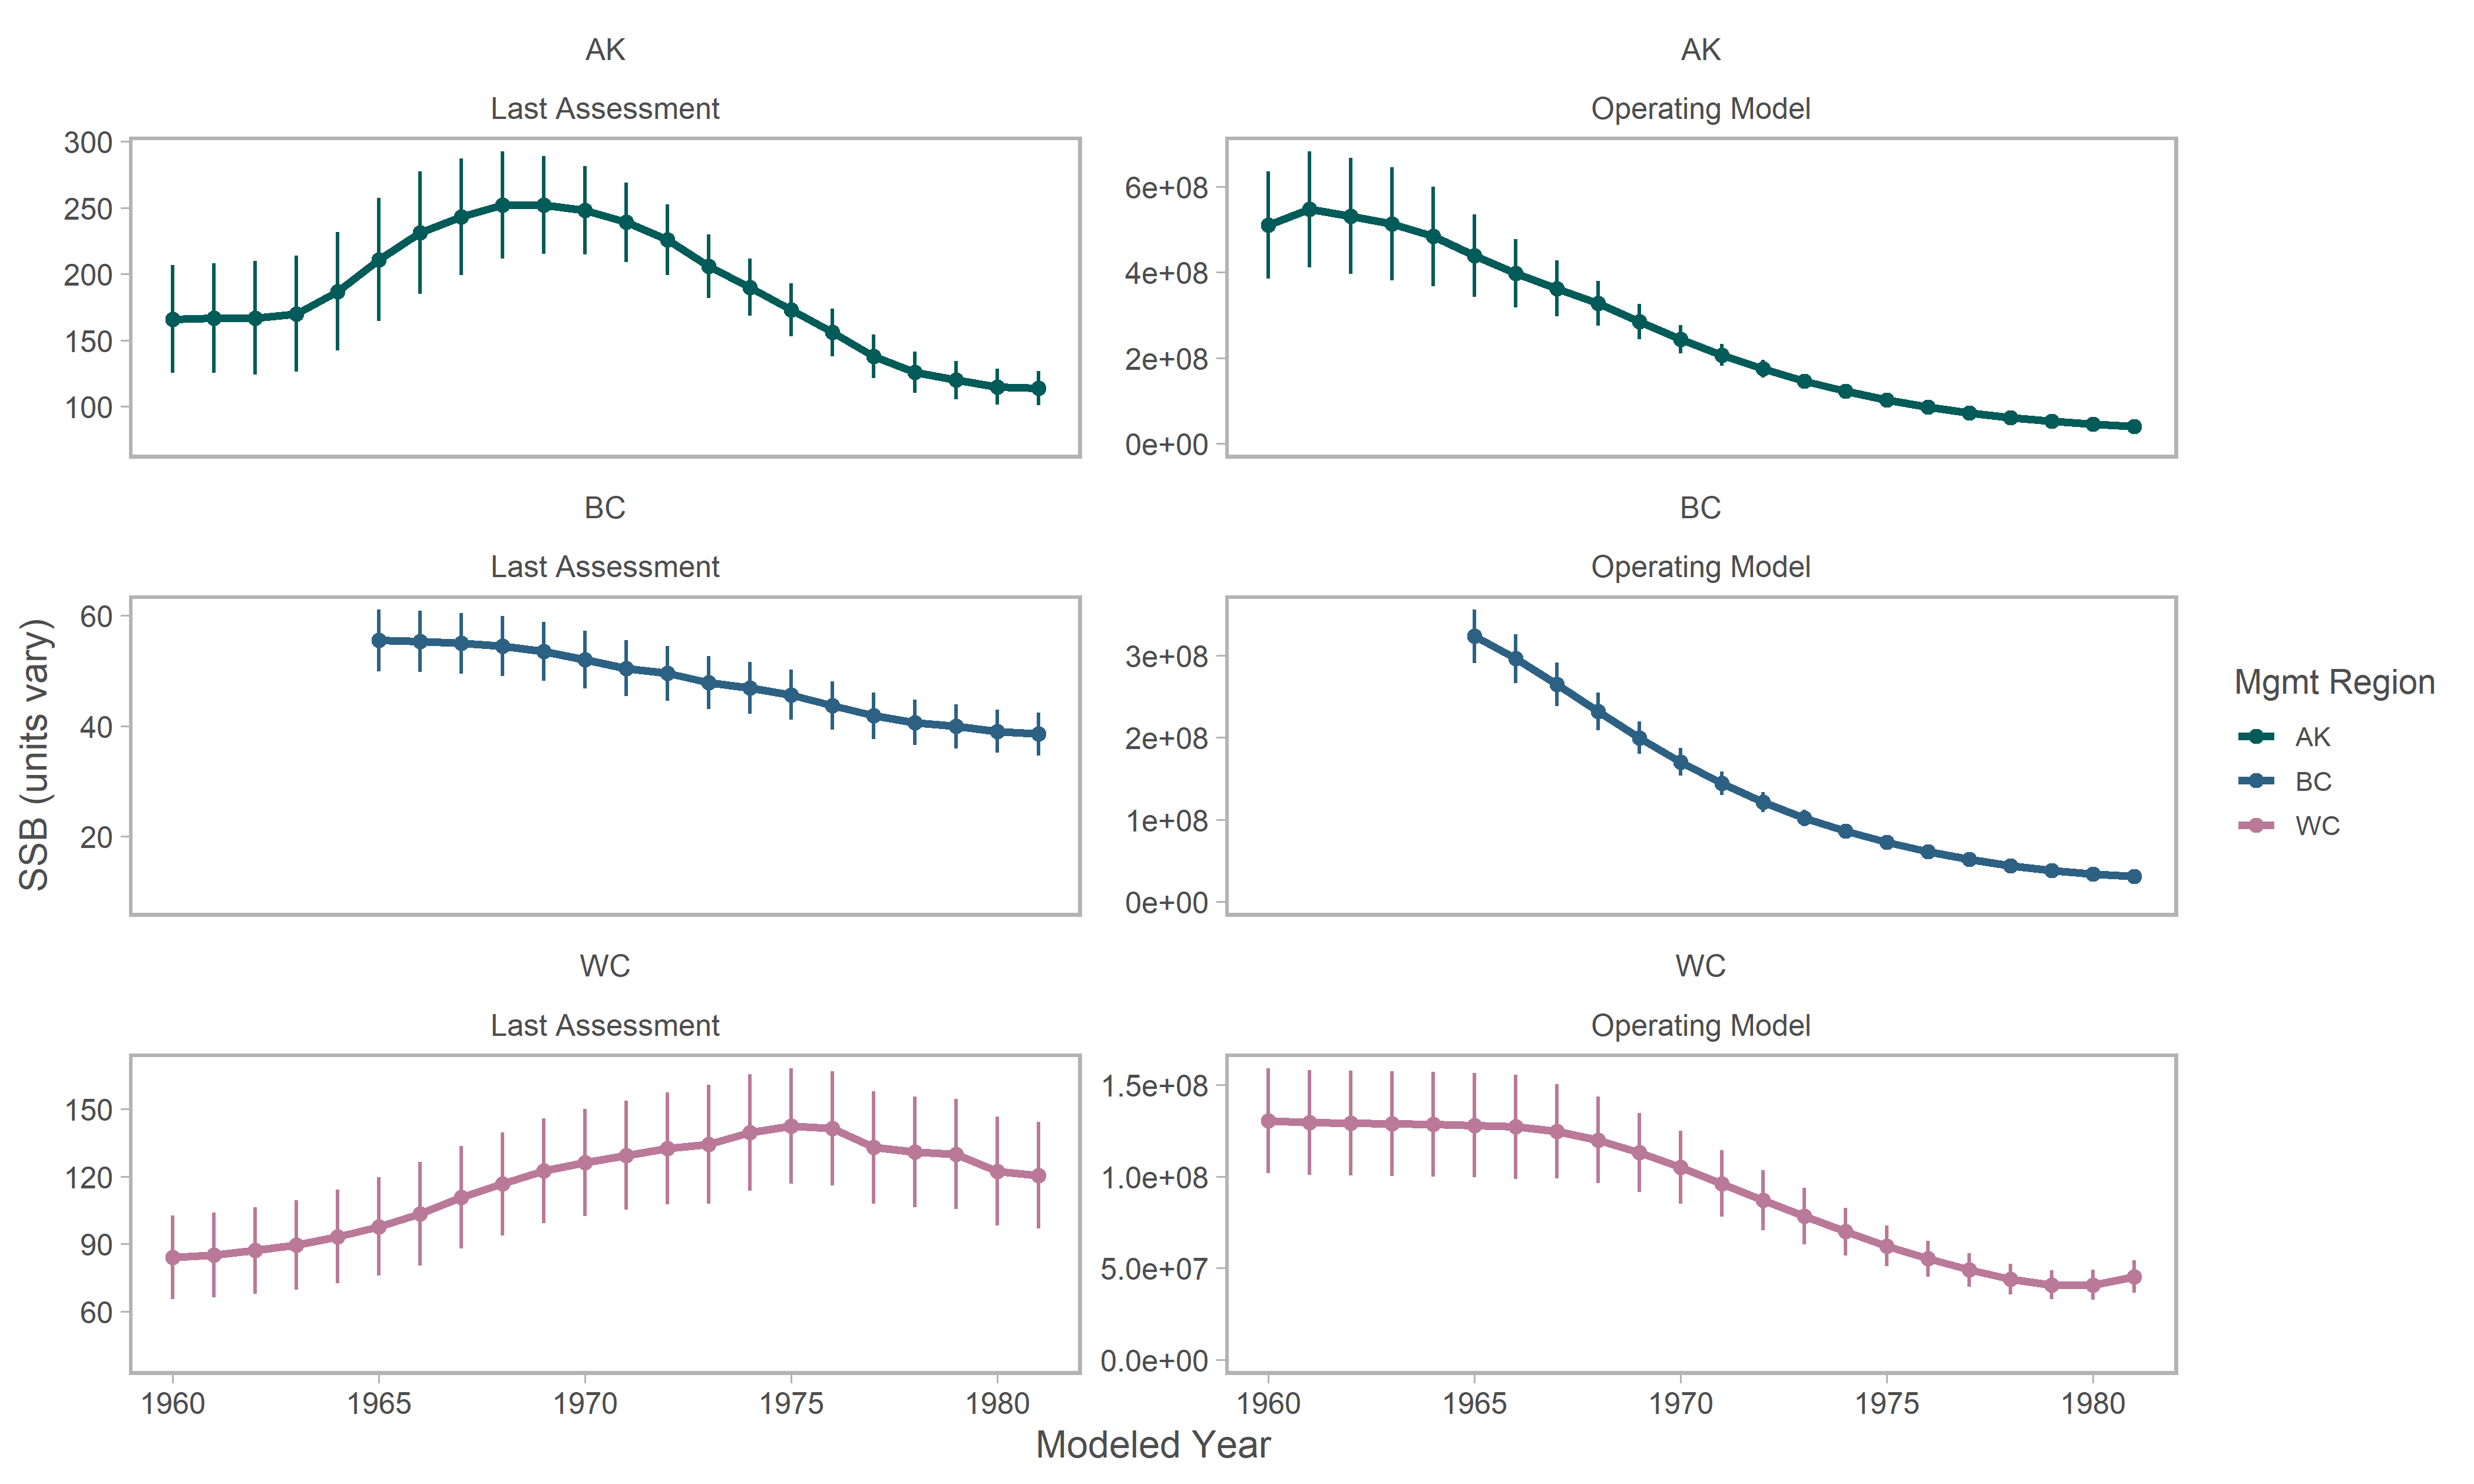 AK
Last Assessment
300
250
200
150
100
AK
Operating Model
6e+08
4e+08
2e+08
0e+00
BC
Last Assessment
60
40
20
BC
Operating Model
3e+08
2e+08
1e+08
0e+00
WC
Last Assessment
150
120
90
60
1960 1965 1970 1975 1980
WC
Operating Model
1.5e+08
1.0e+08
5.0e+07
0.0e+00
1960 1965 1970 1975 1980
SSB (units vary)
Modeled Year
Mgmt Region
AK
BC
WC